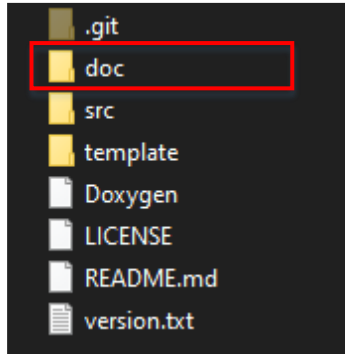 .git
doc
src
template
Doxygen
LICENSE
README.md
version.txt